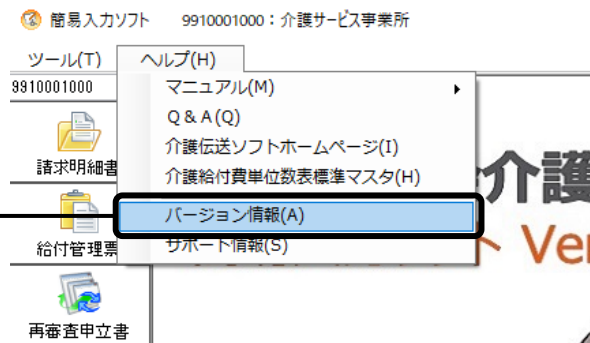 簡易入力ソフト 9910001000：介護サービス事業所
ツール(T) ヘルプ(H)
9910001000
マニュアル(M)
Q & A(Q)
介護伝送ソフトホームページ(I)
介護給付費単位数表標準マスタ(H)
バージョン情報(A)
サポート情報(S)
請求明細書
給付管理票
再審査申立書
介護
ト Ver